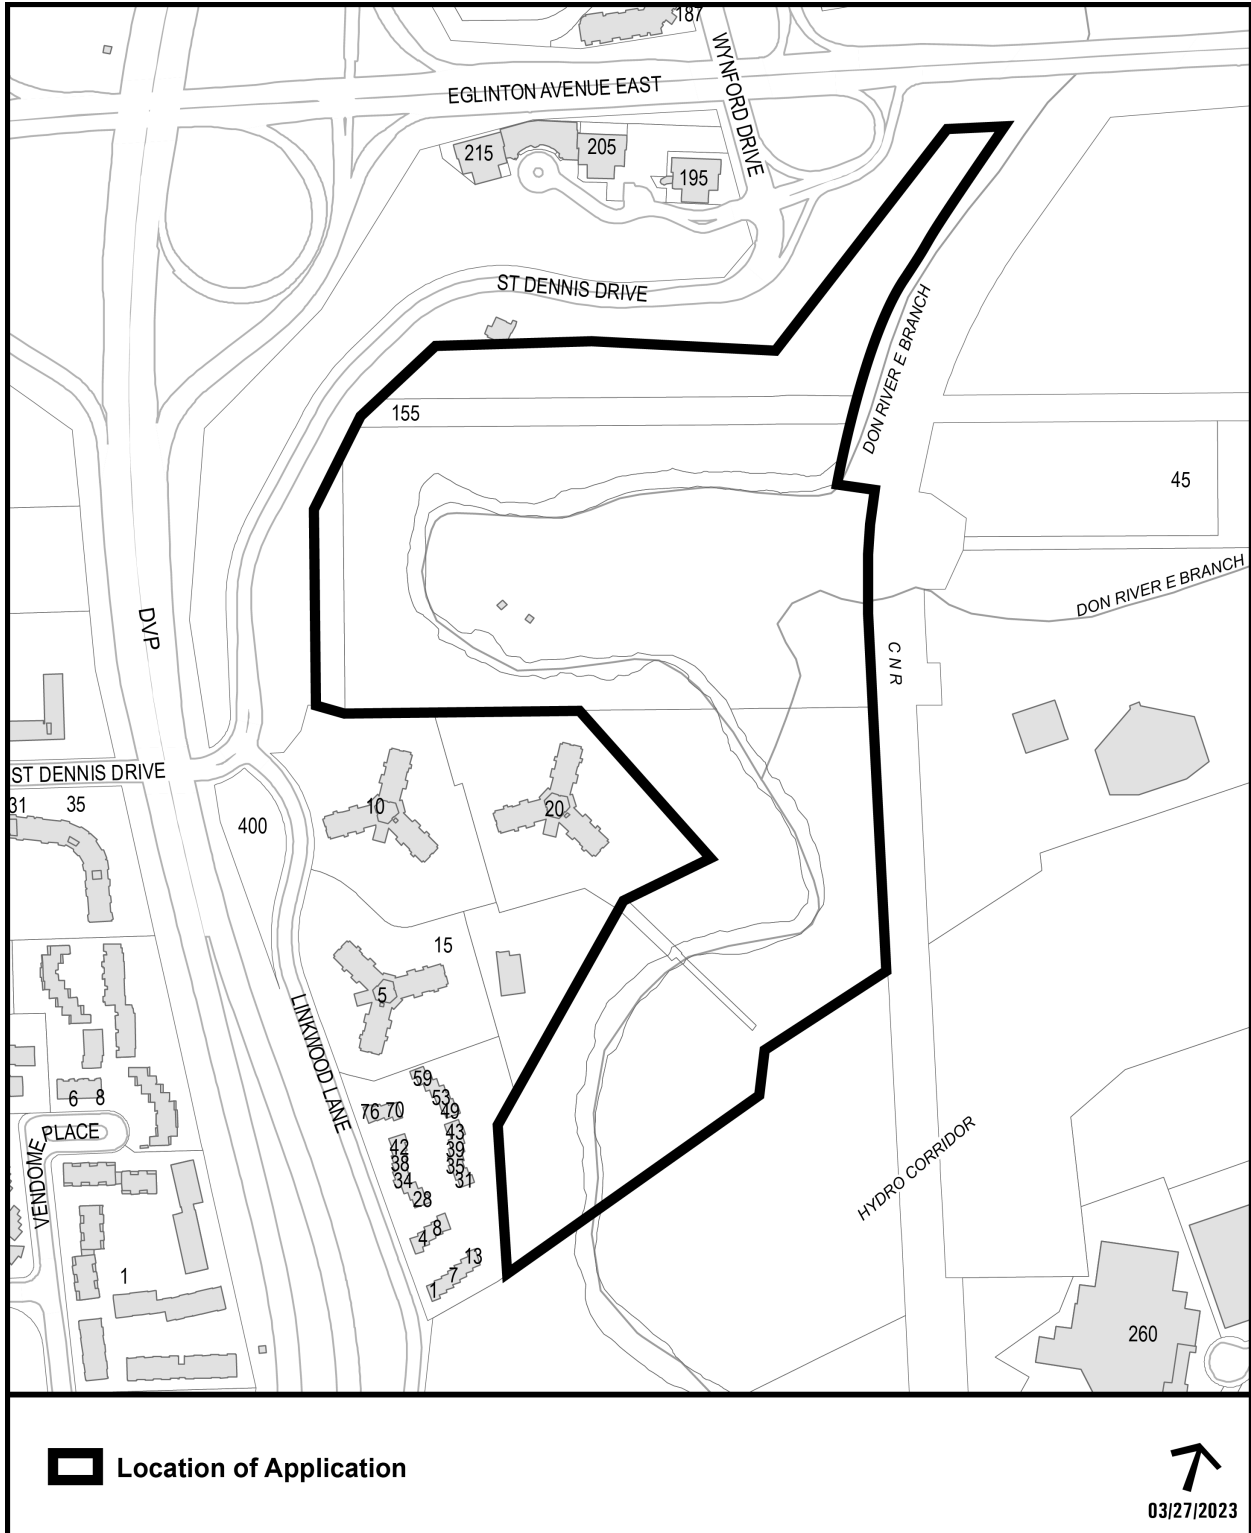 187
WYNFORD DRIVE
EGLINTON AVENUE EAST
215
205
195
ST DENNIS DRIVE
DON RIVER E BRANCH
155
45
DON RIVER E BRANCH
DVP
C N R
ST DENNIS DRIVE
31
35
10
20
400
15
5
LINKWOOD LANE
59
53
49
76
70
6
8
43
42
39
38
35
34
31
28
PLACE
VENDOME
HYDRO CORRIDOR
8
4
13
7
1
1
260
Location of Application
03/27/2023